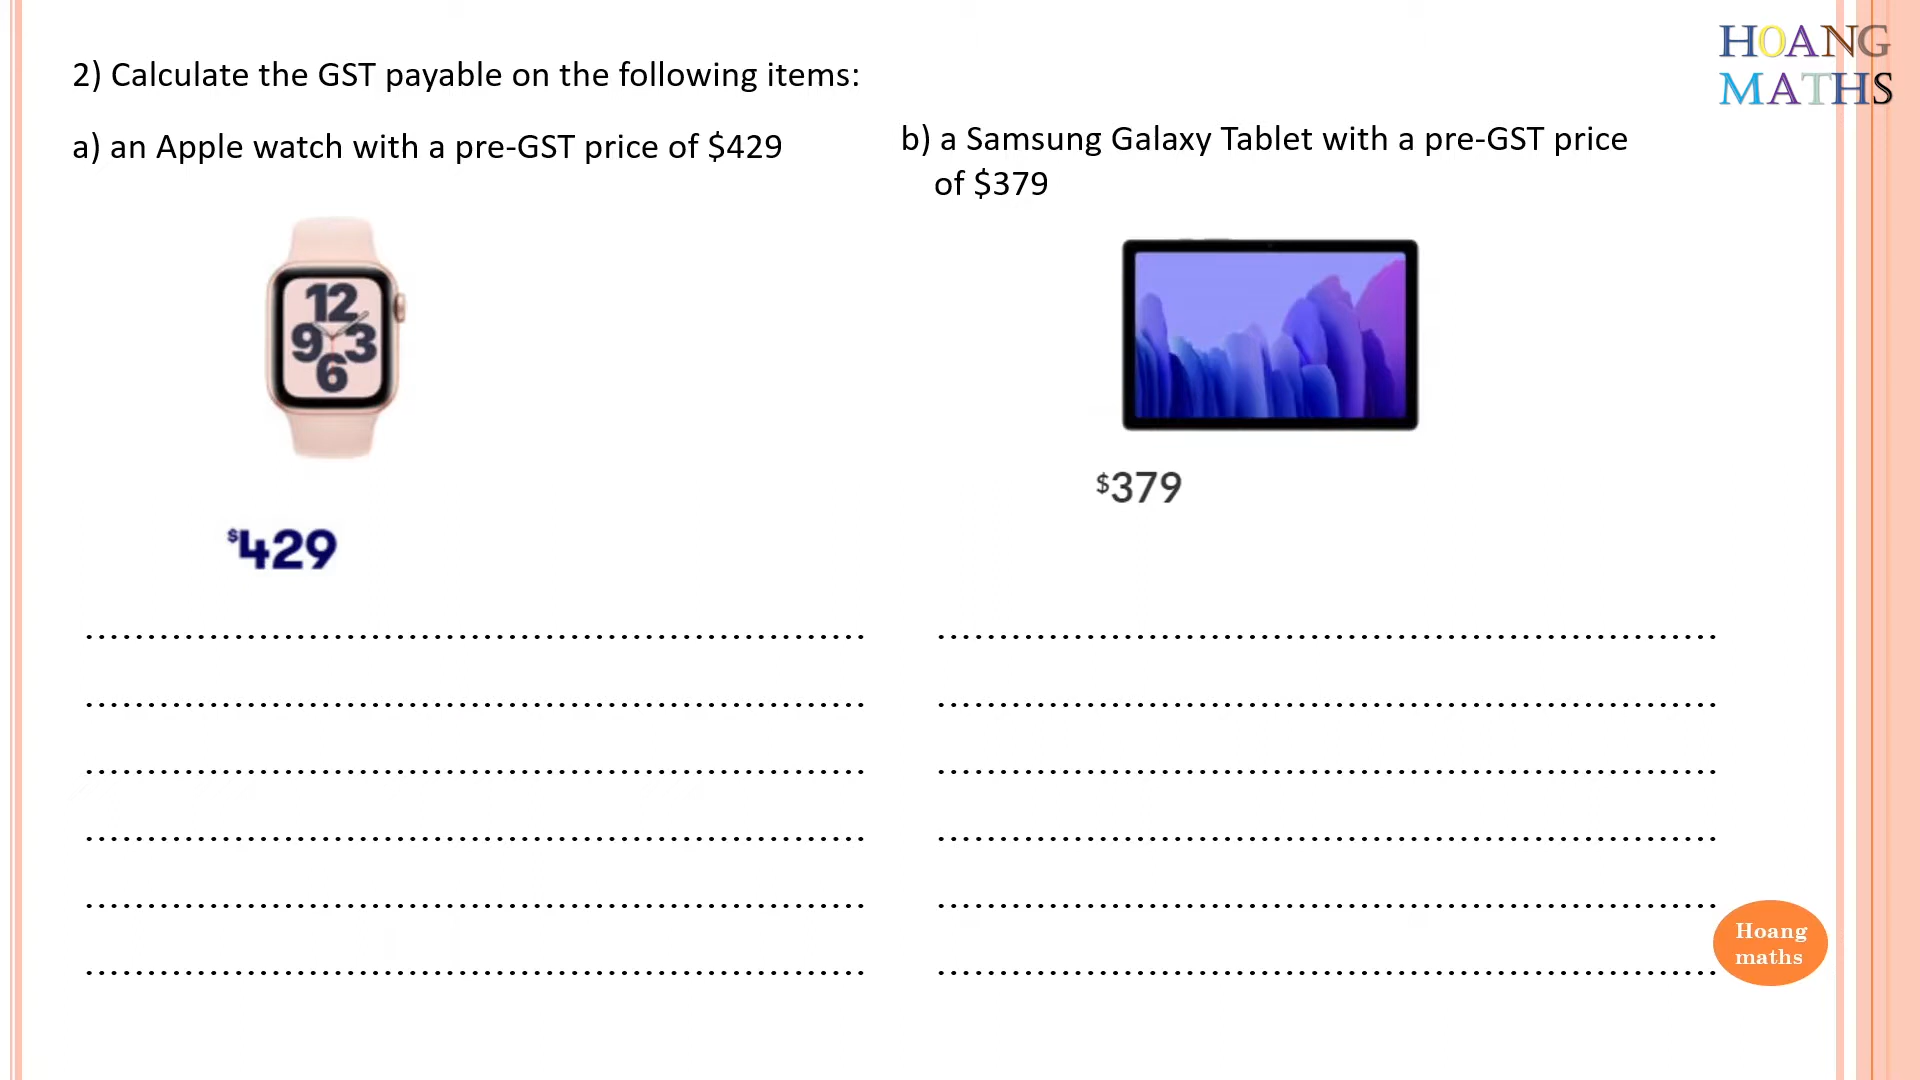 HOANG
MATHS
2) Calculate the GST payable on the following items:
a) an Apple watch with a pre-GST price of $429
b) a Samsung Galaxy Tablet with a pre-GST price
of $379
12
9 3
6
$429
$379
Hoang
maths